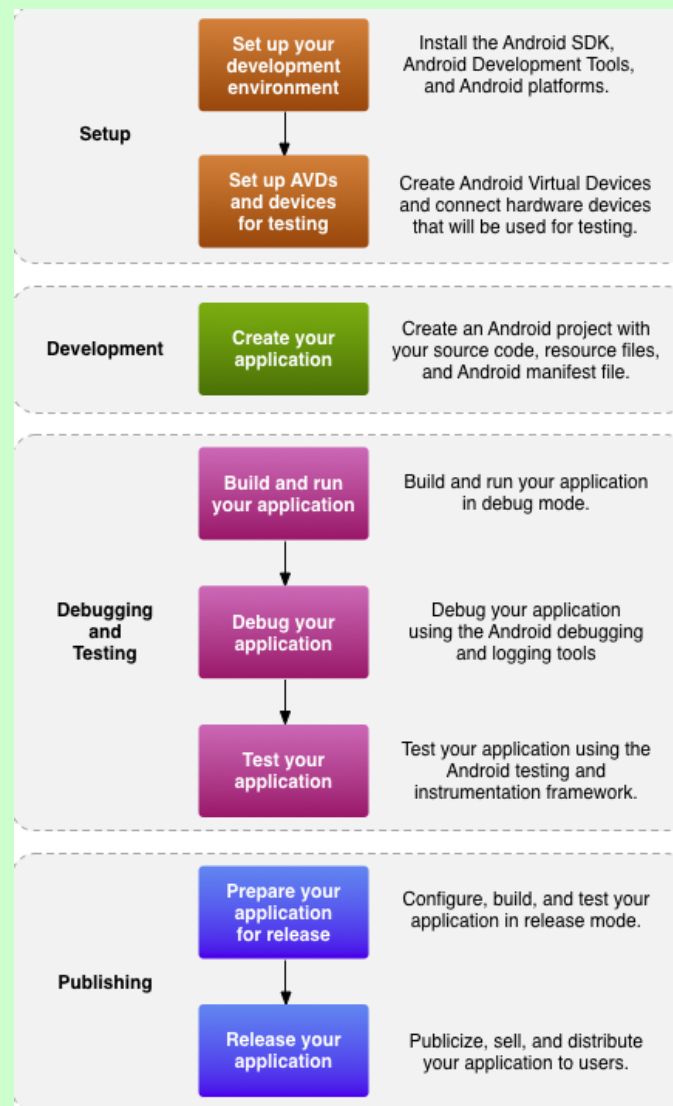 Set up your
development
environment
Install the Android SDK,
Android Development Tools,
and Android platforms.
Setup
Set up AVDs
and devices
for testing
Create Android Virtual Devices
and connect hardware devices
that will be used for testing.
Development
Create your
application
Create an Android project with
your source code, resource files,
and Android manifest file.
Build and run
your application
Build and run your application
in debug mode.
Debugging
and
Testing
Debug your
application
Debug your application
using the Android debugging
and logging tools
Test your
application
Test your application using the
Android testing and
instrumentation framework.
Prepare your
application
for release
Configure, build, and test your
application in release mode.
Publishing
Release your
application
Publicize, sell, and distribute
your application to users.